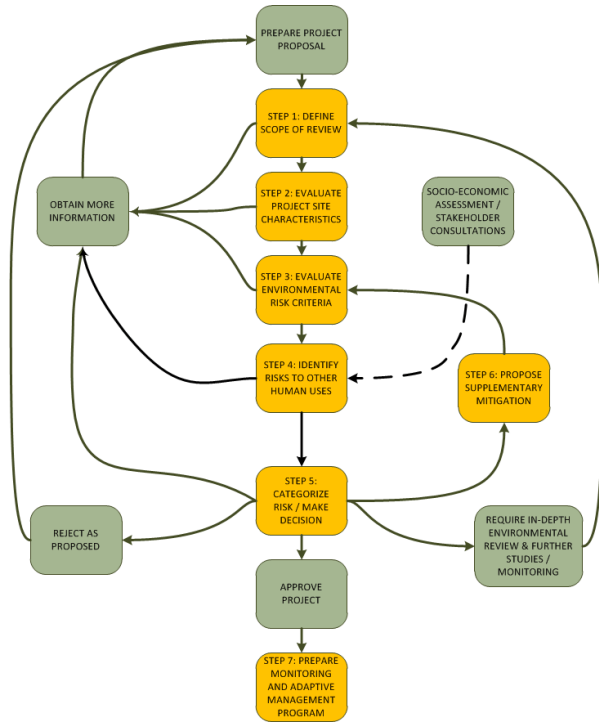 PREPARE PROJECT
PROPOSAL
STEP 1: DEFINE
SCOPE OF REVIEW
STEP 2: EVALUATE
PROJECT SITE
CHARACTERISTICS
OBTAIN MORE
INFORMATION
SOCIO-ECONOMIC
ASSESSMENT /
STAKEHOLDER
CONSULTATIONS
STEP 3: EVALUATE
ENVIRONMENTAL
RISK CRITERIA
STEP 4: IDENTIFY
RISKS TO OTHER
HUMAN USES
STEP 6: PROPOSE
SUPPLEMENTARY
MITIGATION
STEP 5:
CATEGORIZE
RISK / MAKE
DECISION
REJECT AS
PROPOSED
REQUIRE IN-DEPTH
ENVIRONMENTAL
REVIEW & FURTHER
STUDIES /
MONITORING
APPROVE
PROJECT
STEP 7: PREPARE
MONITORING
AND ADAPTIVE
MANAGEMENT
PROGRAM